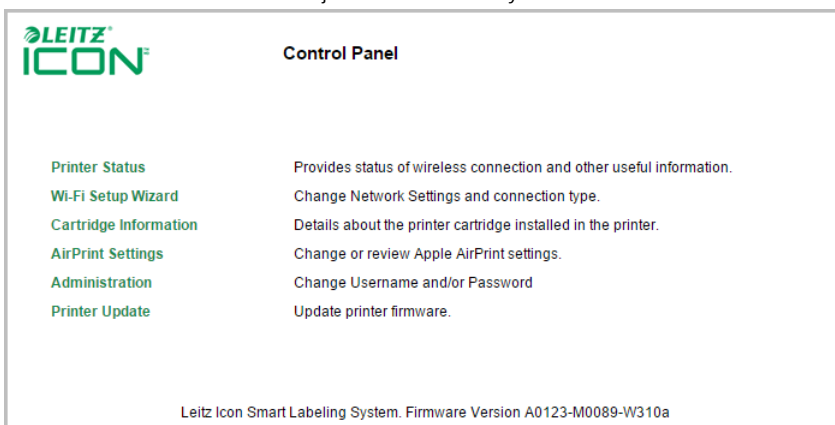 LEITZ
ICON
Control Panel
Printer Status Provides status of wireless connection and other useful information.
Wi-Fi Setup Wizard Change Network Settings and connection type.
Cartridge Information Details about the printer cartridge installed in the printer.
AirPrint Settings Change or review Apple AirPrint settings.
Administration Change Username and/or Password
Printer Update Update printer firmware.
Leitz Icon Smart Labeling System. Firmware Version A0123-M0089-W310a